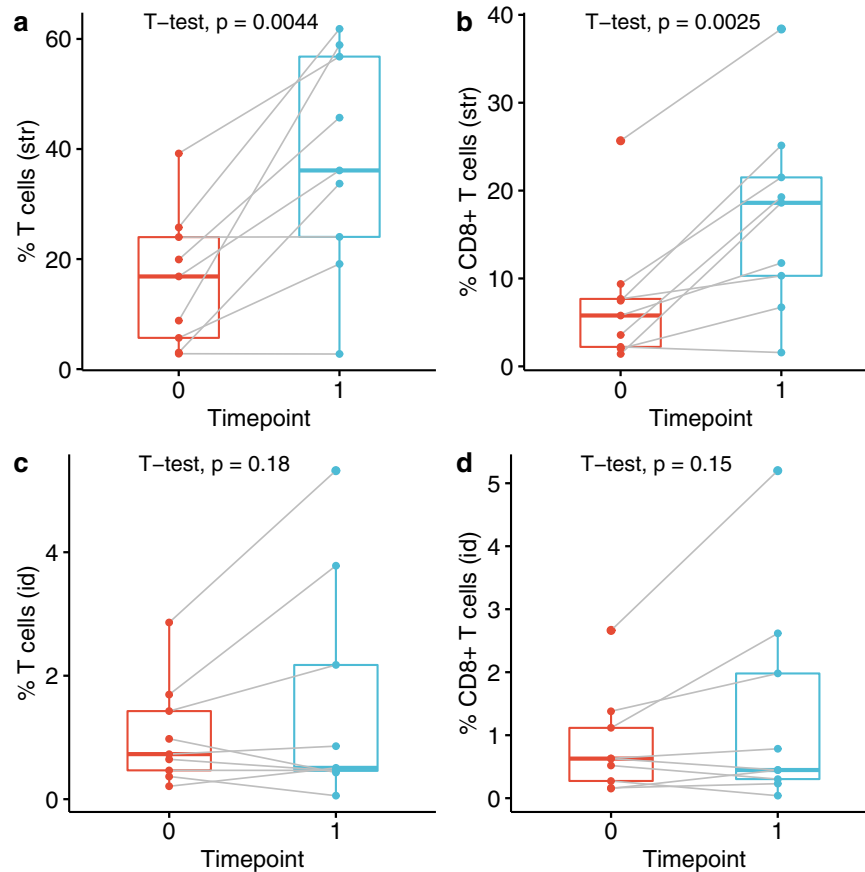 a
T−test, p = 0.0044
% T cells (str)
60
40
20
0
0
1
Timepoint
b
T−test, p = 0.0025
% CD8+ T cells (str)
40
30
20
10
0
0
1
Timepoint
c
T−test, p = 0.18
% T cells (id)
4
2
0
0
1
Timepoint
d
T−test, p = 0.15
% CD8+ T cells (id)
5
4
3
2
1
0
0
1
Timepoint